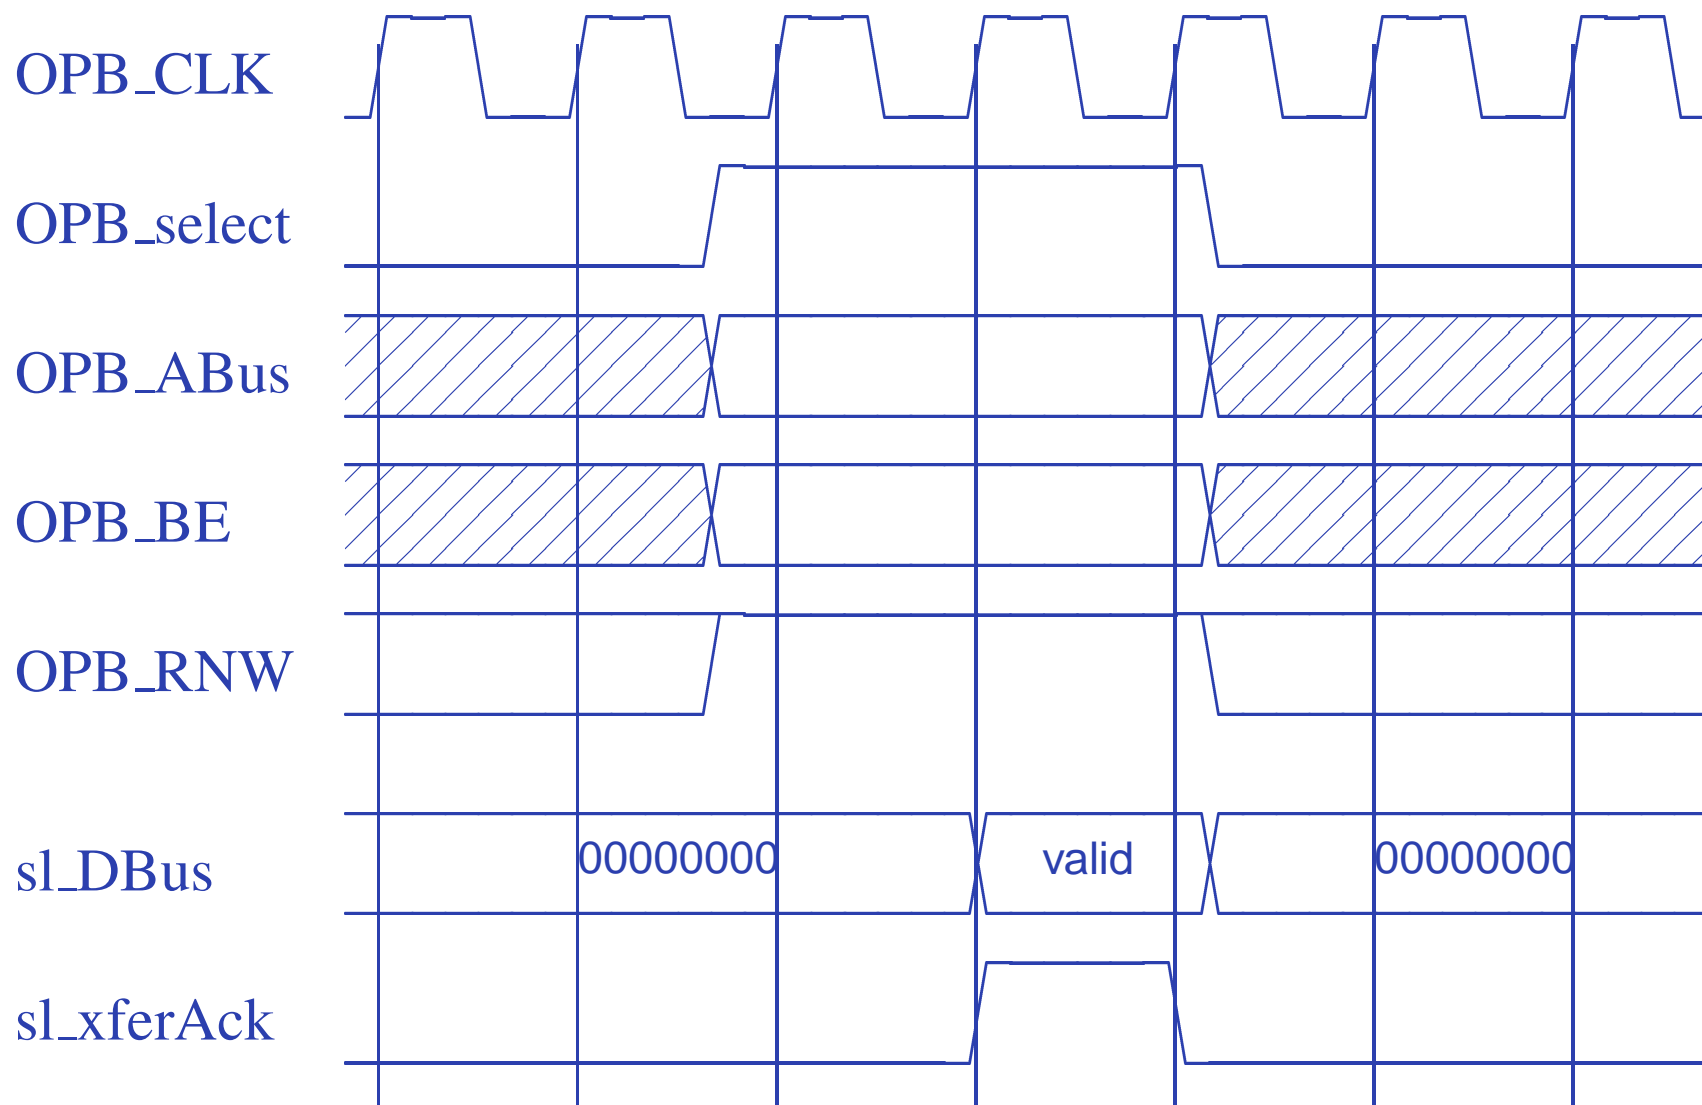 OPB_CLK
OPB_select
OPB_ABus
OPB_BE
OPB_RNW
sl_DBus 00000000 valid 00000000
sl_xferAck